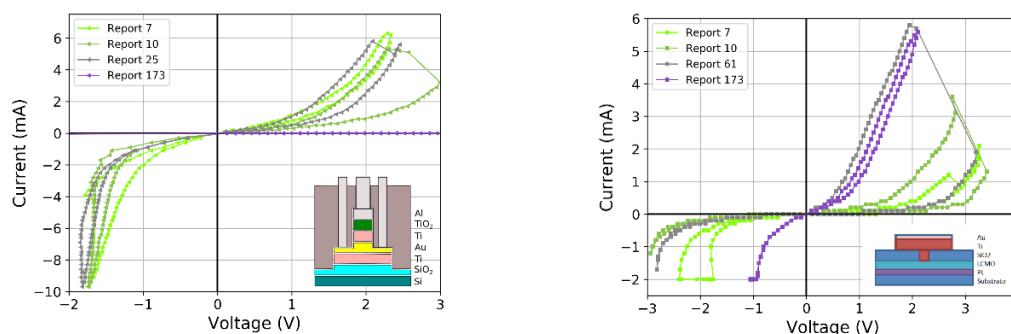 Report 7
Report 10
Report 25
Report 173
6
4
2
0
−2
−4
−6
−8
−10
Current (mA)
−2
−1
0
1
2
3
Voltage (V)
Al
TiO2
Ti
Au
Ti
SiO2
Si
Report 7
Report 10
Report 61
Report 173
6
5
4
3
2
1
0
−1
−2
Current (mA)
−3
−2
−1
0
1
2
3
Voltage (V)
Au
Ti
SIO2
LCMO
Pt
Substrato